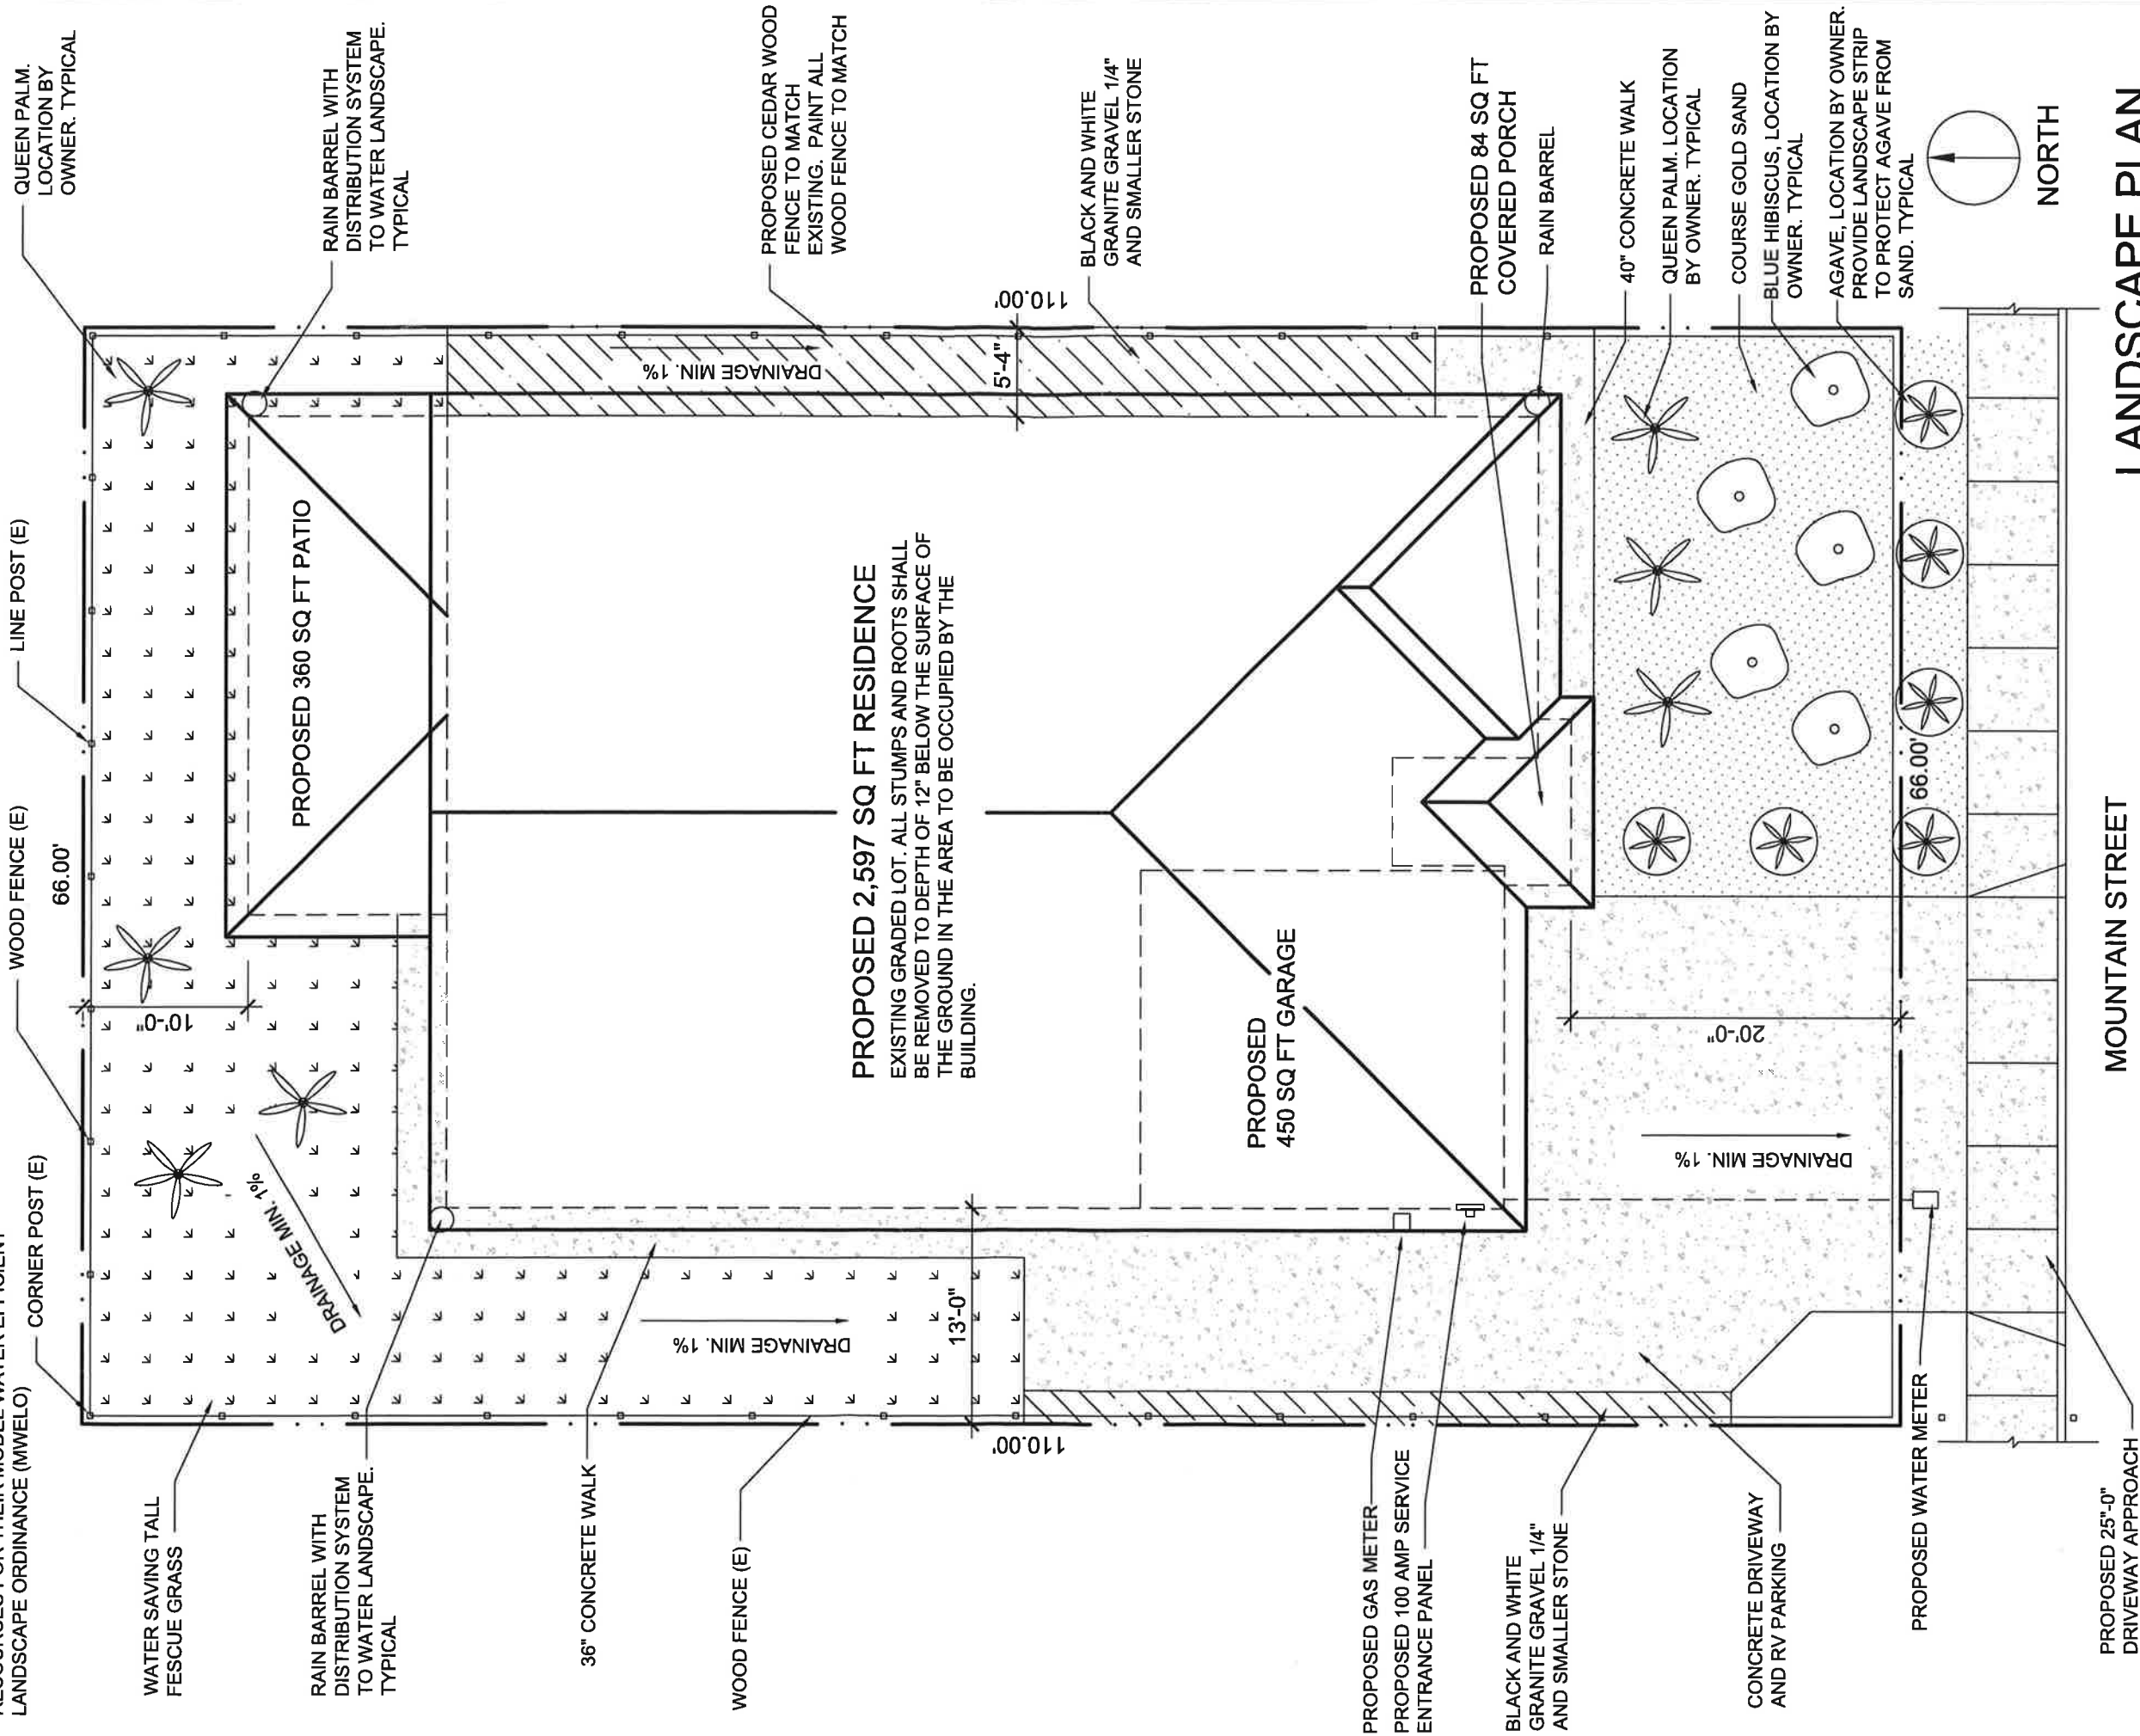 LANDSCAPE ORDINANCE (MWELO)
CORNER POST (E)
WOOD FENCE (E)
66.00'
LINE POST (E)
QUEEN PALM.
LOCATION BY
OWNER. TYPICAL
WATER SAVING TALL
FESCUE GRASS
RAIN BARREL WITH
DISTRIBUTION SYSTEM
TO WATER LANDSCAPE.
TYPICAL
36" CONCRETE WALK
WOOD FENCE (E)
PROPOSED GAS METER
PROPOSED 100 AMP SERVICE
ENTRANCE PANEL
BLACK AND WHITE
GRANITE GRAVEL 1/4"
AND SMALLER STONE
CONCRETE DRIVEWAY
AND RV PARKING
PROPOSED WATER METER
PROPOSED 25"-0"
DRIVEWAY APPROACH
10'-0"
DRAINAGE MIN. 1%
DRAINAGE MIN. 1%
13'-0"
110.00'
PROPOSED 360 SQ FT PATIO
PROPOSED 2,597 SQ FT RESIDENCE
EXISTING GRADED LOT. ALL STUMPS AND ROOTS SHALL
BE REMOVED TO DEPTH OF 12" BELOW THE SURFACE OF
THE GROUND IN THE AREA TO BE OCCUPIED BY THE
BUILDING.
PROPOSED
450 SQ FT GARAGE
20'-0"
DRAINAGE MIN. 1%
66.00'
DRAINAGE MIN. 1%
5'-4"
110.00'
RAIN BARREL WITH
DISTRIBUTION SYSTEM
TO WATER LANDSCAPE.
TYPICAL
PROPOSED CEDAR WOOD
FENCE TO MATCH
EXISTING. PAINT ALL
WOOD FENCE TO MATCH
BLACK AND WHITE
GRANITE GRAVEL 1/4"
AND SMALLER STONE
PROPOSED 84 SQ FT
COVERED PORCH
RAIN BARREL
40" CONCRETE WALK
QUEEN PALM. LOCATION
BY OWNER. TYPICAL
COURSE GOLD SAND
BLUE HIBISCUS, LOCATION BY
OWNER. TYPICAL
AGAVE, LOCATION BY OWNER.
PROVIDE LANDSCAPE STRIP
TO PROTECT AGAVE FROM
SAND. TYPICAL
NORTH
MOUNTAIN STREET
LANDSCAPE PLAN